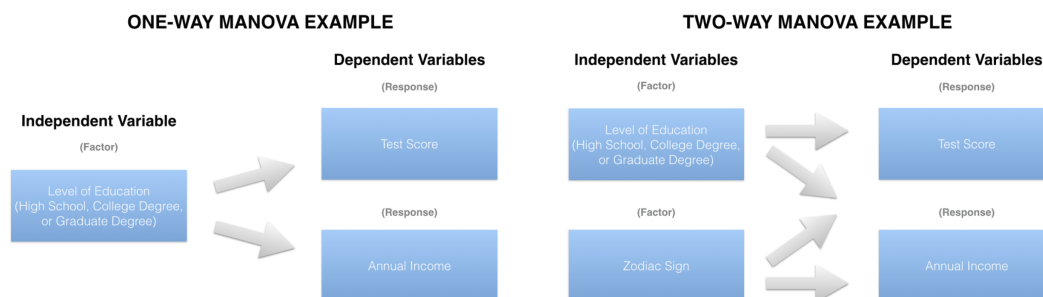 ONE-WAY MANOVA EXAMPLE
Dependent Variables
(Response)
Independent Variable
(Factor)
Test Score
Level of Education
(High School, College Degree,
or Graduate Degree)
(Response)
Annual Income
TWO-WAY MANOVA EXAMPLE
Independent Variables
Dependent Variables
(Factor)
(Response)
Level of Education
(High School, College Degree,
or Graduate Degree)
Test Score
(Factor)
(Response)
Zodiac Sign
Annual Income